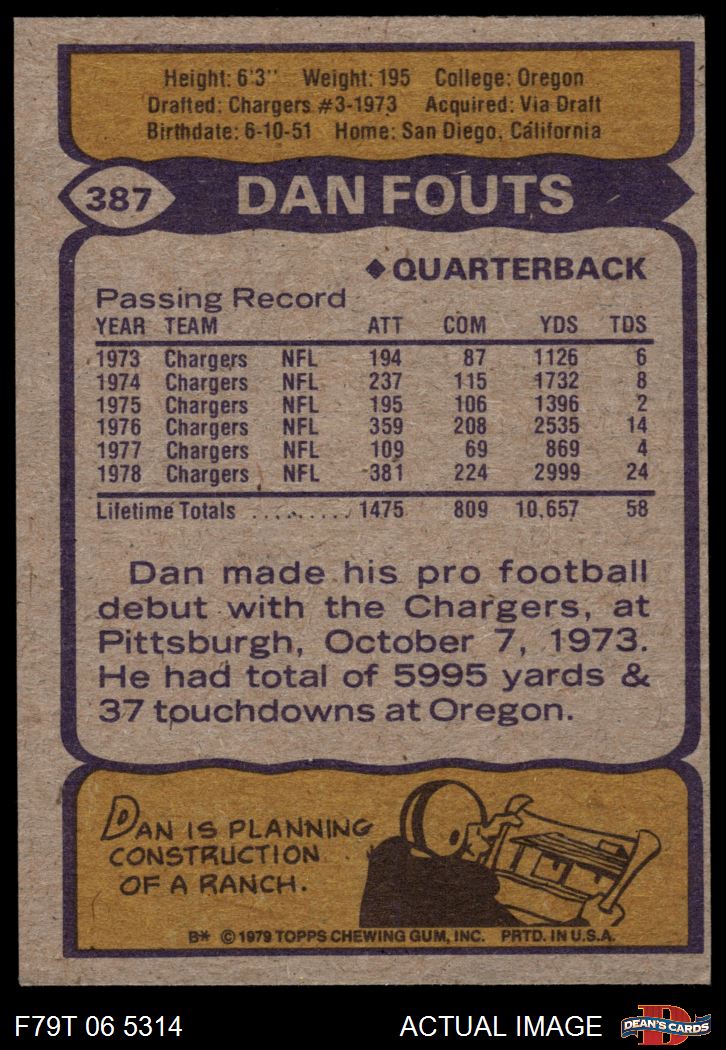 Height: 6'3" Weight: 195 College: Oregon
Drafted: Chargers #3-1973 Acquired: Via Draft
Birthdate: 6-10-51 Home: San Diego, California
387 DAN FOUTS
◆ QUARTERBACK
Passing Record
YEAR TEAM ATT COM YDS TDS
1973 Chargers NFL 194 87 1126 6
1974 Chargers NFL 237 115 1732 8
1975 Chargers NFL 195 106 1396 2
1976 Chargers NFL 359 208 2535 14
1977 Chargers NFL 109 69 869 4
1978 Chargers NFL 381 224 2999 24
Lifetime Totals .......... 1475 809 10,657 58
Dan made his pro football
debut with the Chargers, at
Pittsburgh, October 7, 1973.
He had total of 5995 yards &
37 touchdowns at Oregon.
DAN IS PLANNING
CONSTRUCTION
OF A RANCH.
B* © 1979 TOPPS CHEWING GUM, INC. PRTD. IN U.S.A.
F79T 06 5314 ACTUAL IMAGE D DEAN'S CARDS